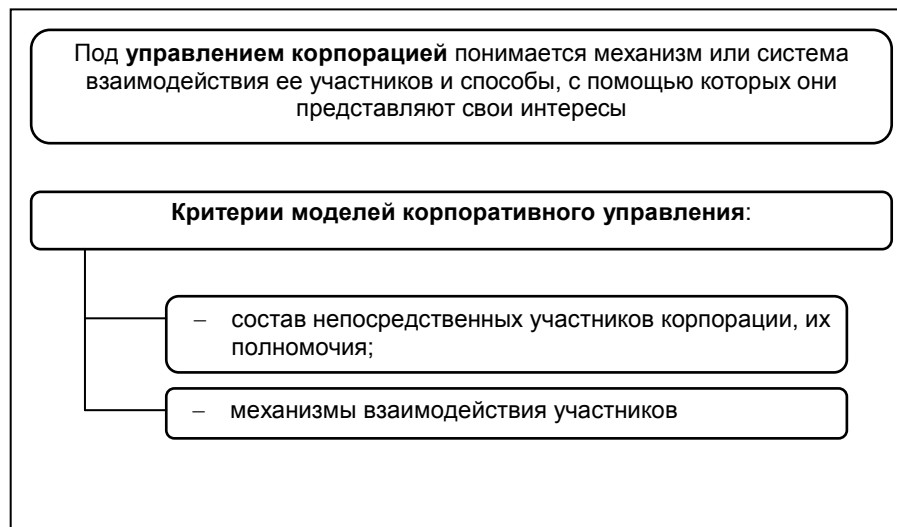 Под управлением корпорацией понимается механизм или система
взаимодействия ее участников и способы, с помощью которых они
представляют свои интересы
Критерии моделей корпоративного управления:
– состав непосредственных участников корпорации, их
полномочия;
– механизмы взаимодействия участников